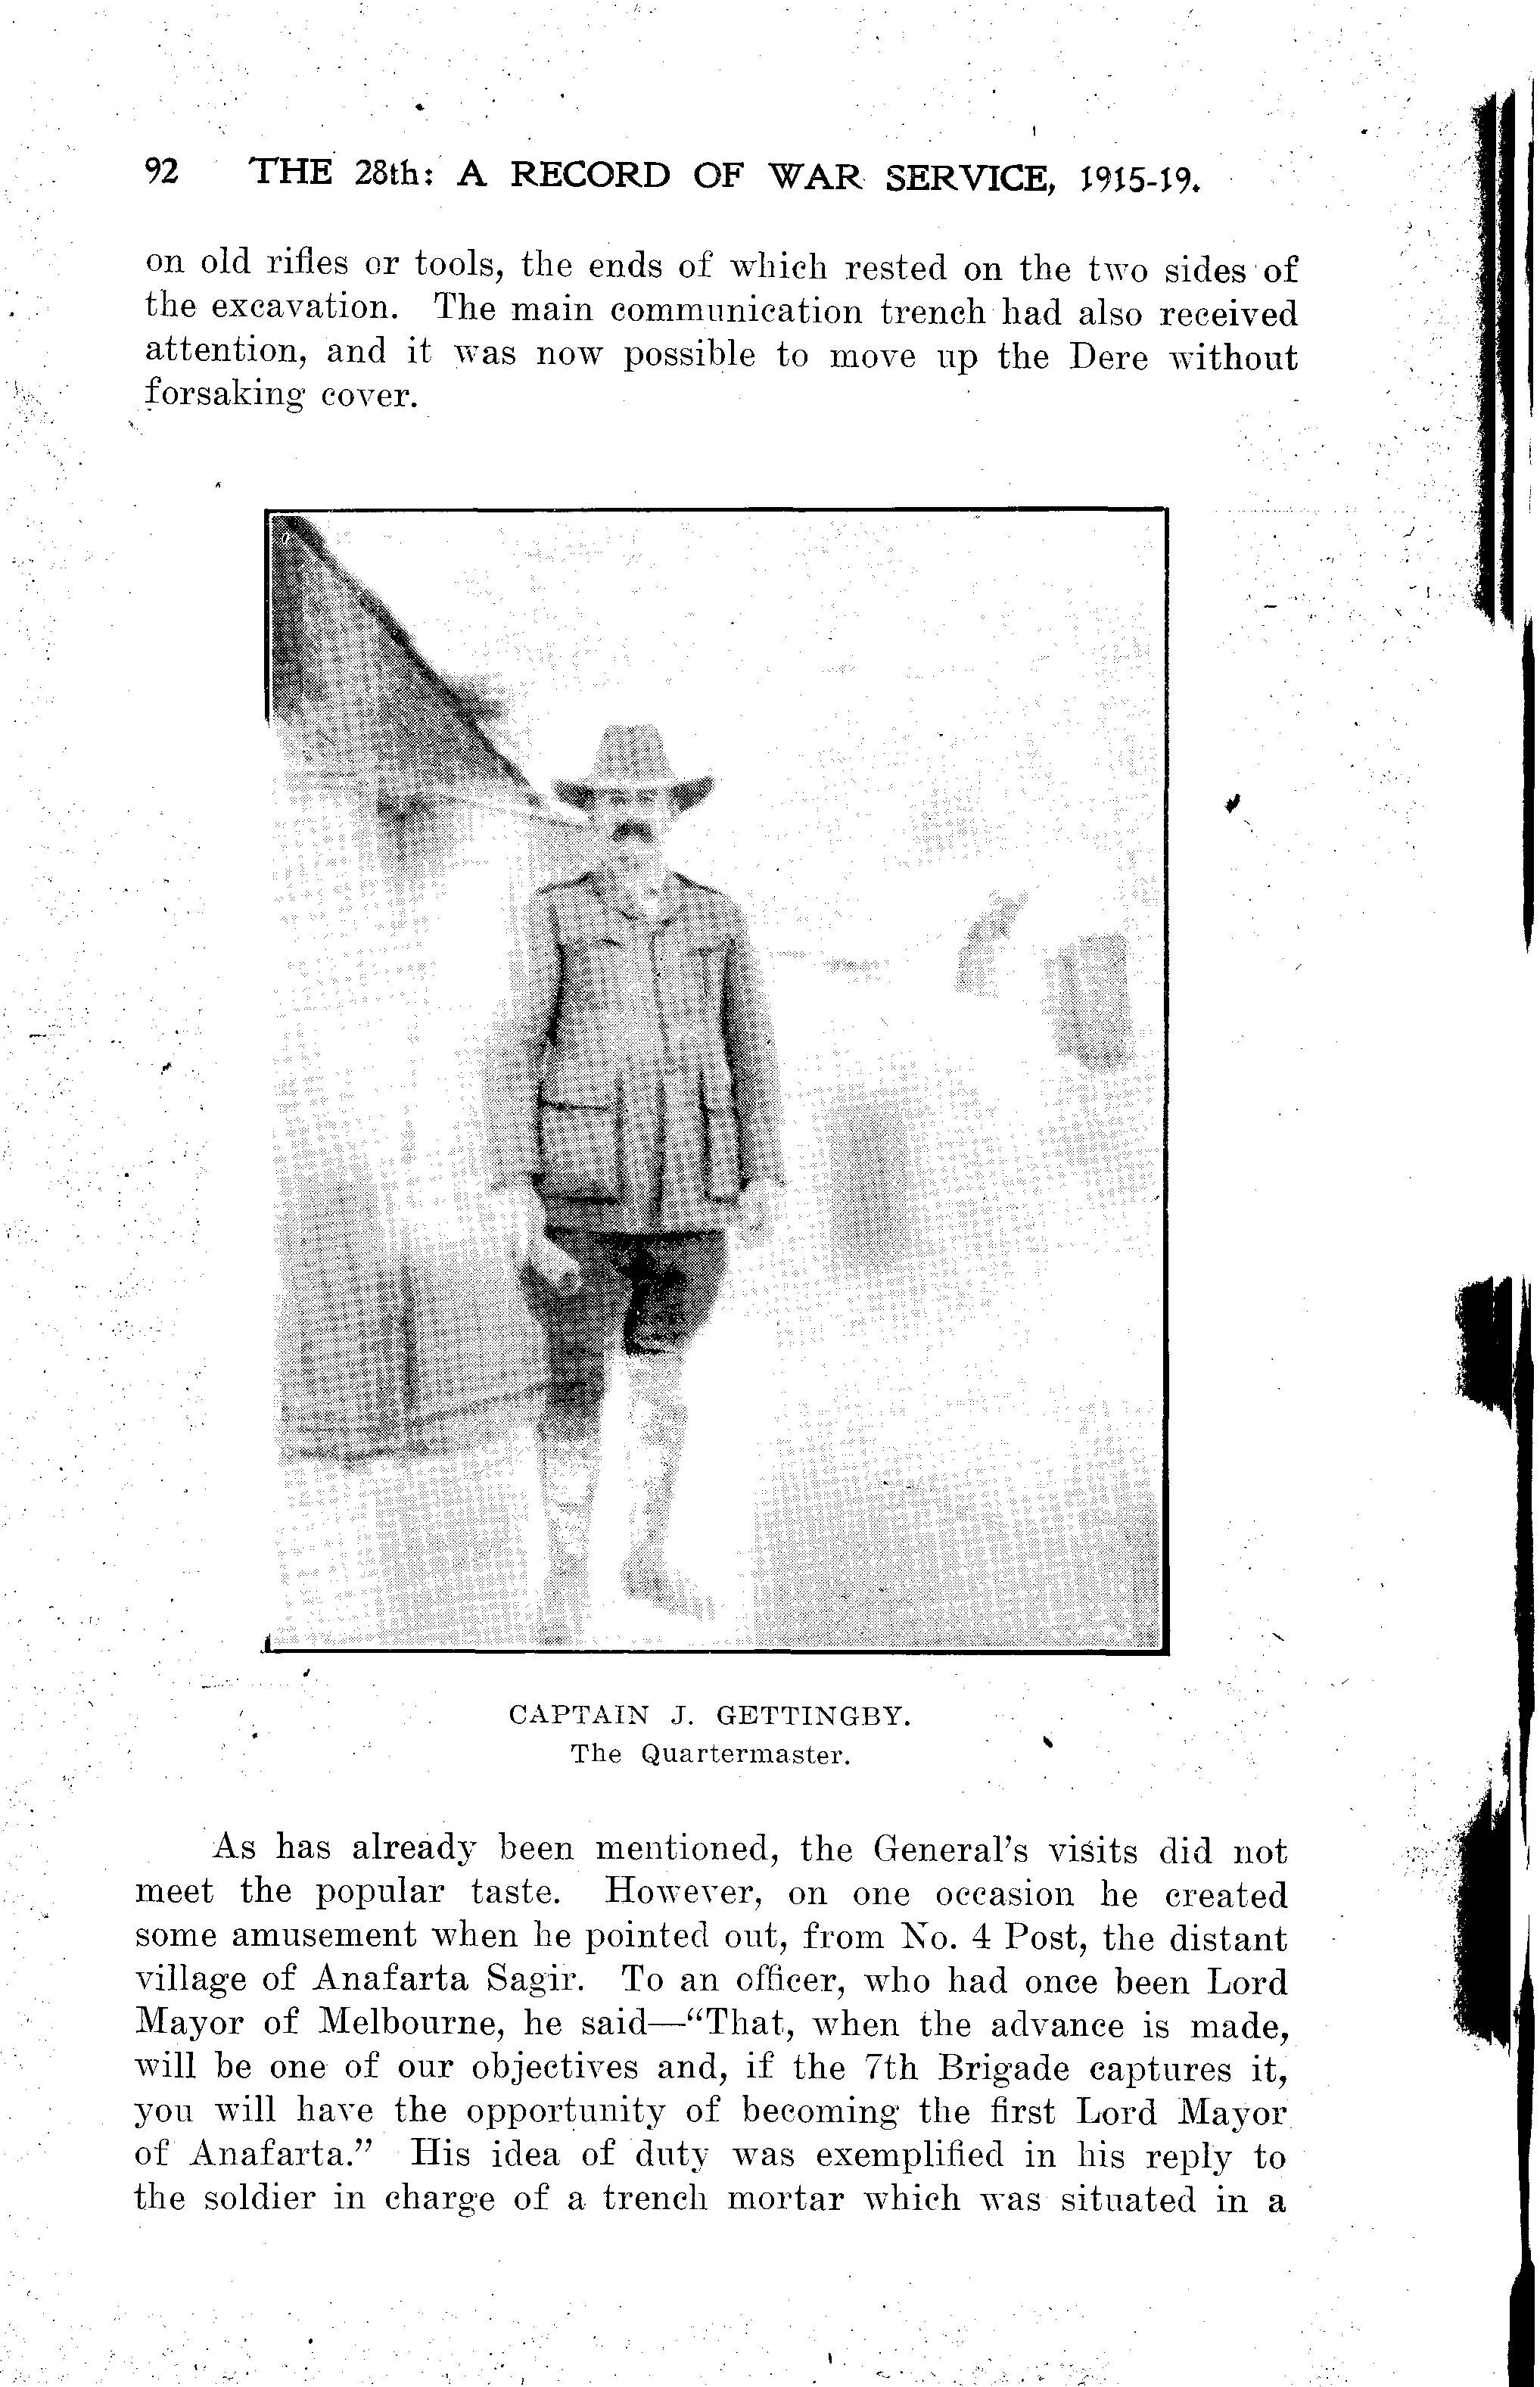 92 THE 28th: A RECORD OF WAR SERVICE, 1915-19.
on old rifles or tools, the ends of which rested on the two sides of
the excavation. The main communication trench had also received
attention, and it was now possible to move up the Dere without
forsaking cover.
CAPTAIN J. GETTINGBY.
The Quartermaster.
As has already been mentioned, the General's visits did not
meet the popular taste. However, on one occasion he created
some amusement when he pointed out, from No. 4 Post, the distant
village of Anafarta Sagir. To an officer, who had once been Lord
Mayor of Melbourne, he said—“That, when the advance is made,
will be one of our objectives and, if the 7th Brigade captures it,
you will have the opportunity of becoming the first Lord Mayor
of Anafarta.” His idea of duty was exemplified in his reply to
the soldier in charge of a trench mortar which was situated in a